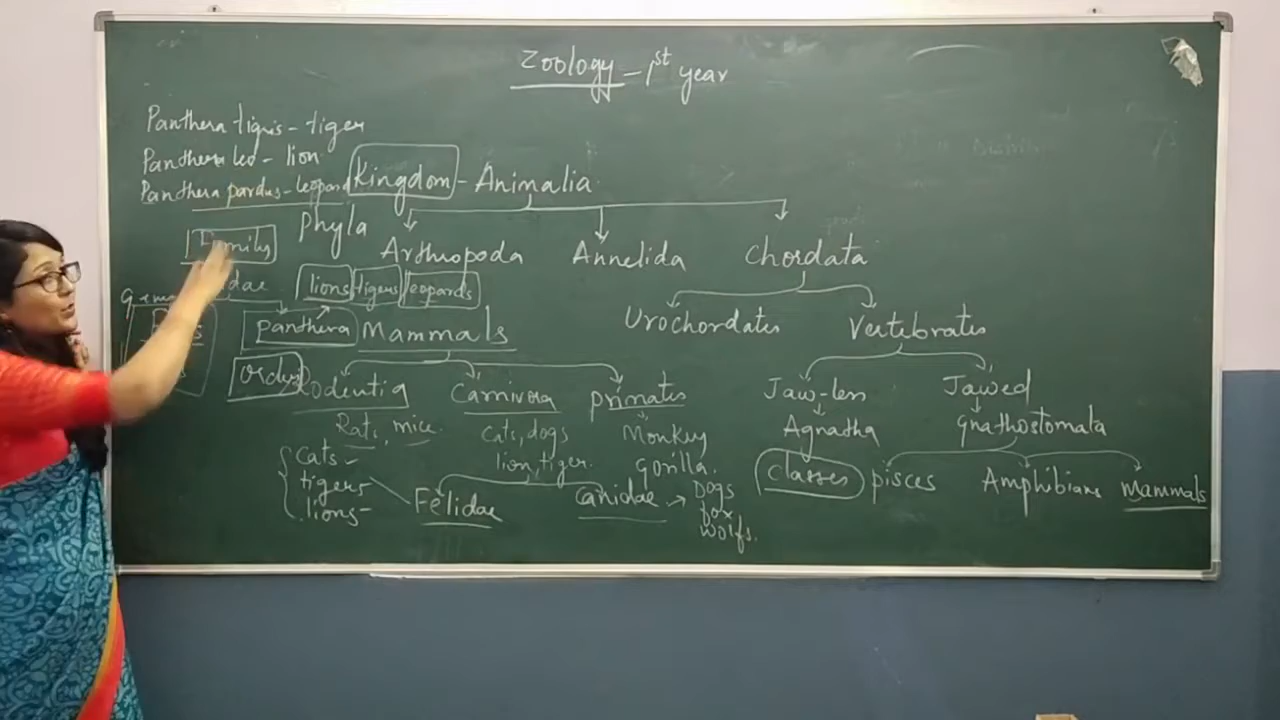 Zoology - 1st year
Panthera tigris - tiger
Panthera leo - lion
Panthera pardus - leopard
Kingdom - Animalia
Phyla
Arthropoda Annelida Chordata
Family
lions tigers leopards
Urochordates Vertebrates
Panthera Mammals
Order Rodentia Carnivora primates
Jaw-less Jawed
Rats, mice cats, dogs lion, tiger. Monkey gorilla.
Agnatha Gnathostomata
cats -
tigers
lions -
Felidae Canidae → Dogs
fox
wolfs.
Classes pisces Amphibians Mammals